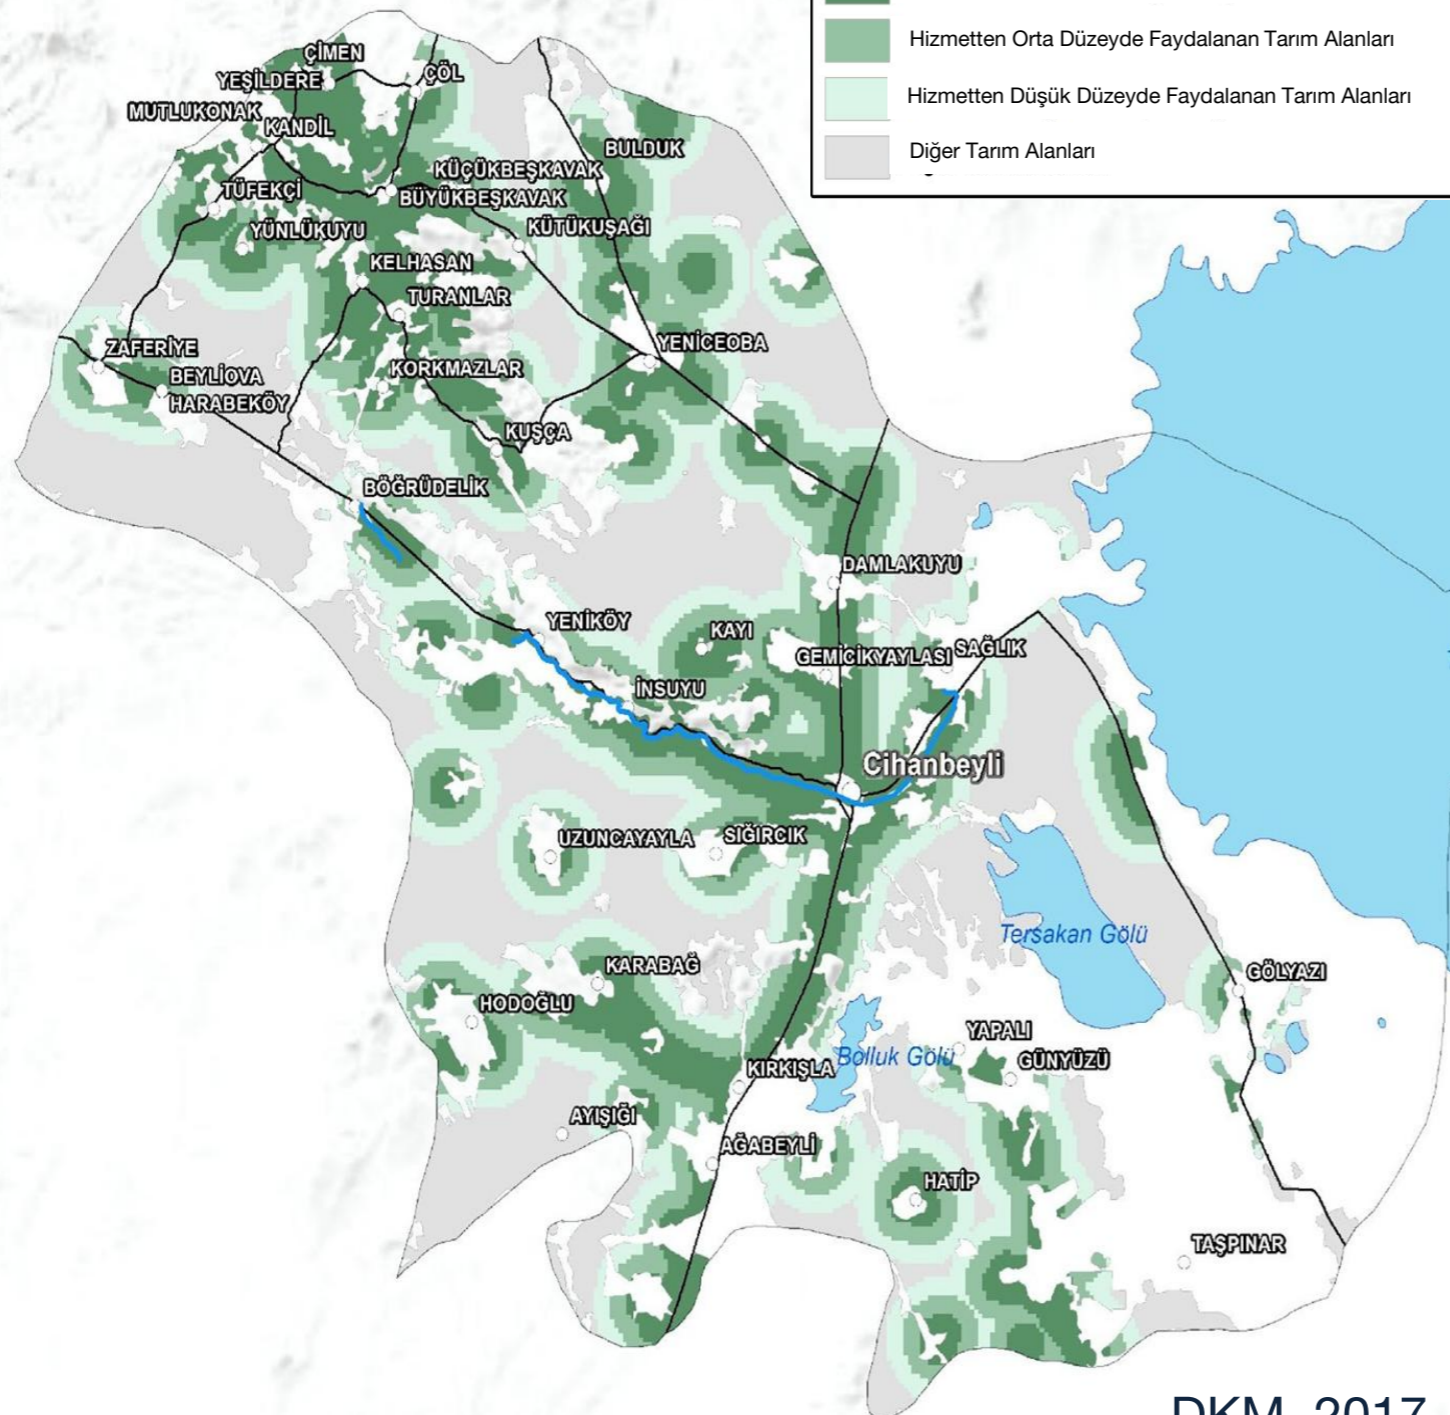 Hizmetten Orta Düzeyde Faydalanan Tarım Alanları
Hizmetten Düşük Düzeyde Faydalanan Tarım Alanları
Diğer Tarım Alanları
ÇİMEN
ÇÖL
YEŞİLDERE
MUTLUKONAK
KANDİL
BULDUK
KÜÇÜKBEŞKAVAK
TÜFEKÇİ
BÜYÜKBEŞKAVAK
YÜNLÜKUYU
KÜTÜKUŞAĞI
KELHASAN
TURANLAR
ZAFERİYE
YENİCEOBA
BEYLİOVA
KORKMAZLAR
HARABEKÖY
KUŞÇA
BÖĞRÜDELİK
DAMLAKUYU
YENİKÖY
KAYI
GEMİCİKYAYLASI
SAĞLIK
İNSUYU
Cihanbeyli
UZUNCAYAYLA
SIĞIRCIK
Tersakan Gölü
KARABAĞ
GÖLYAZI
HODOĞLU
YAPALI
Bolluk Gölü
GÜNYÜZÜ
KIRKIŞLA
AYIŞIĞI
AĞABEYLİ
HATİP
TAŞPINAR
DKM, 2017